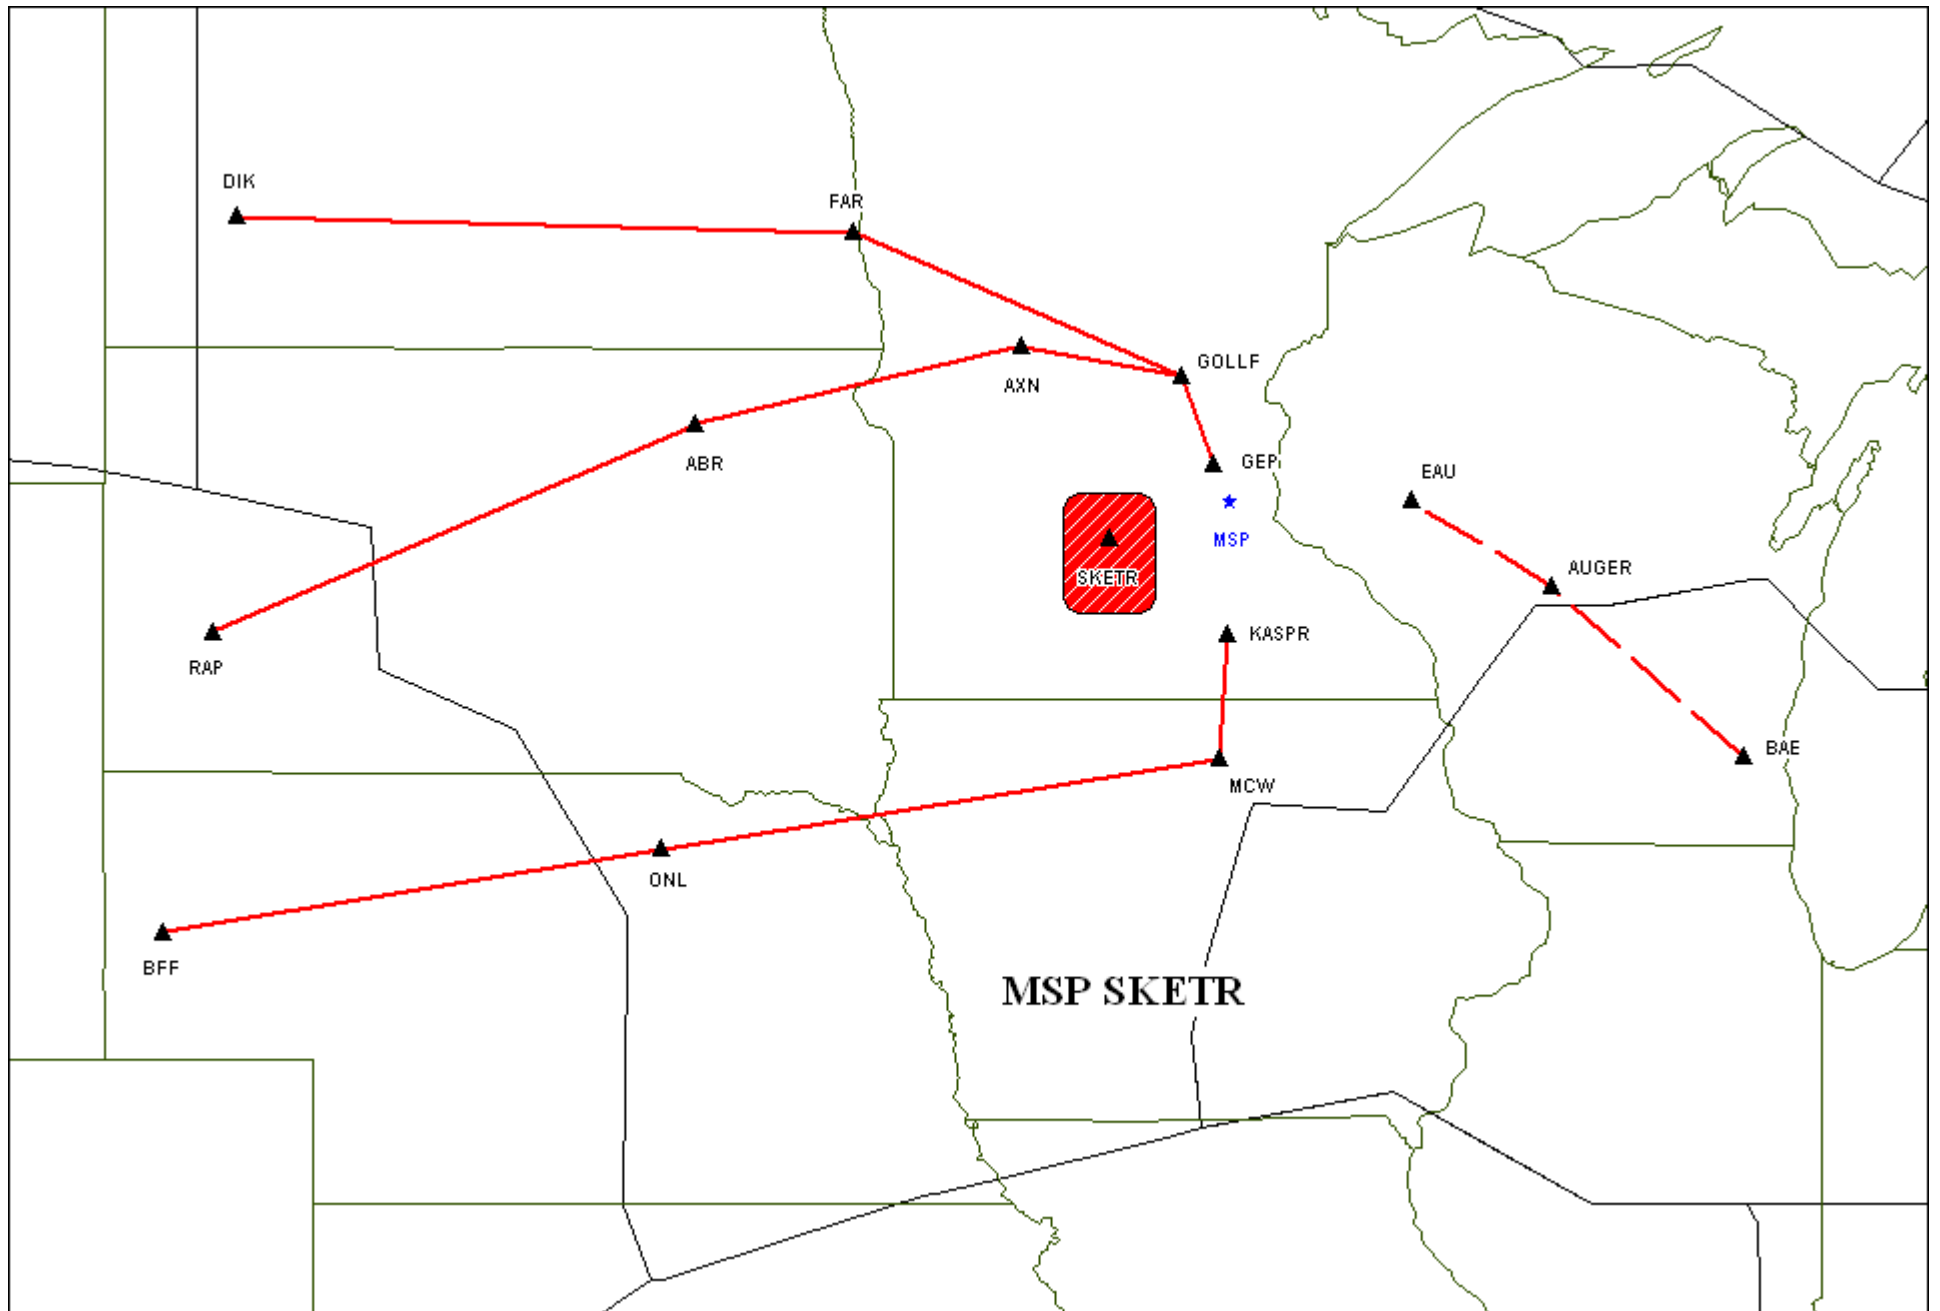 DIK
FAR
GOLLF
AXN
GEP
ABR
EAU
MSP
AUGER
SKETR
KASPR
RAP
BAE
MCW
ONL
BFF
MSP SKETR